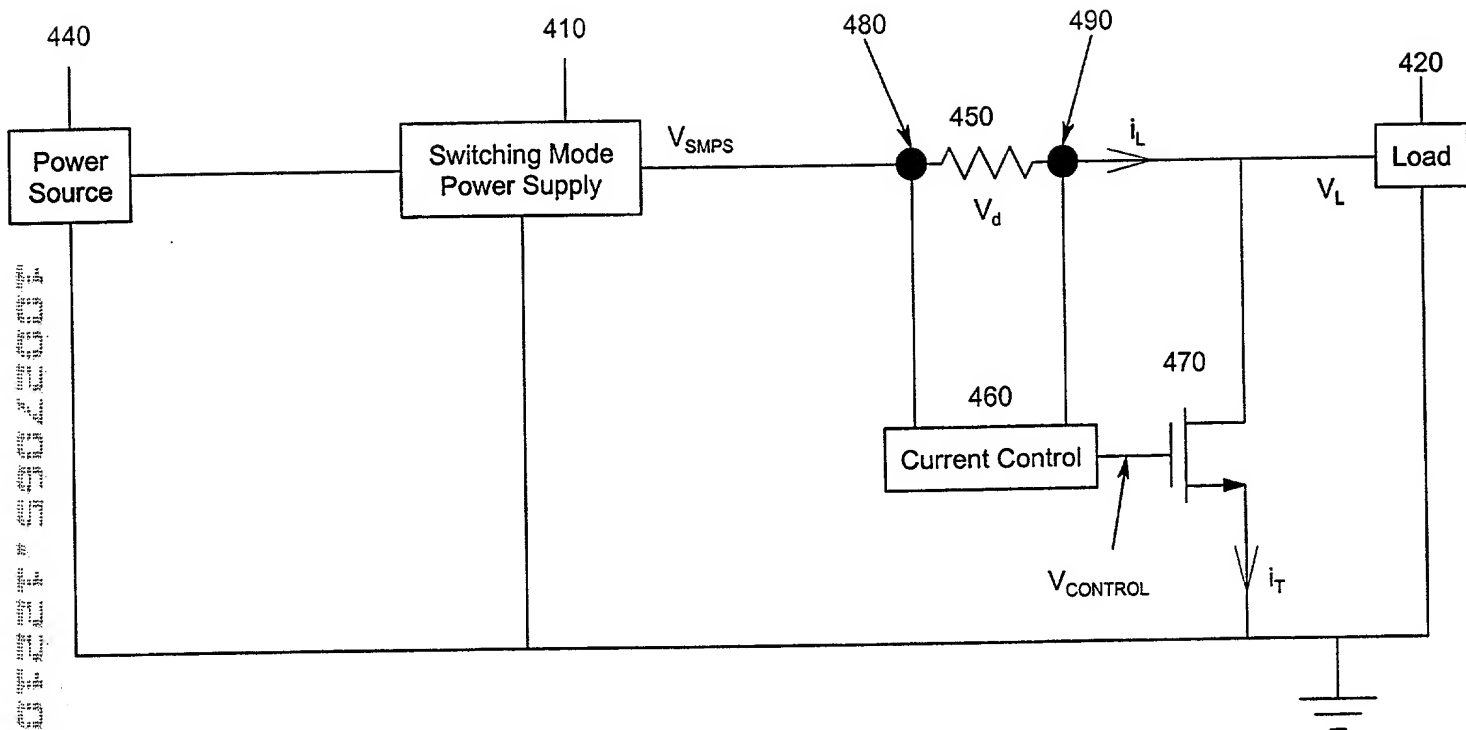 440
410
480
490
420
Power
Source
Switching Mode
Power Supply
V_SMPS
450
V_d
i_L
V_L
Load
460
Current Control
470
V_CONTROL
i_T